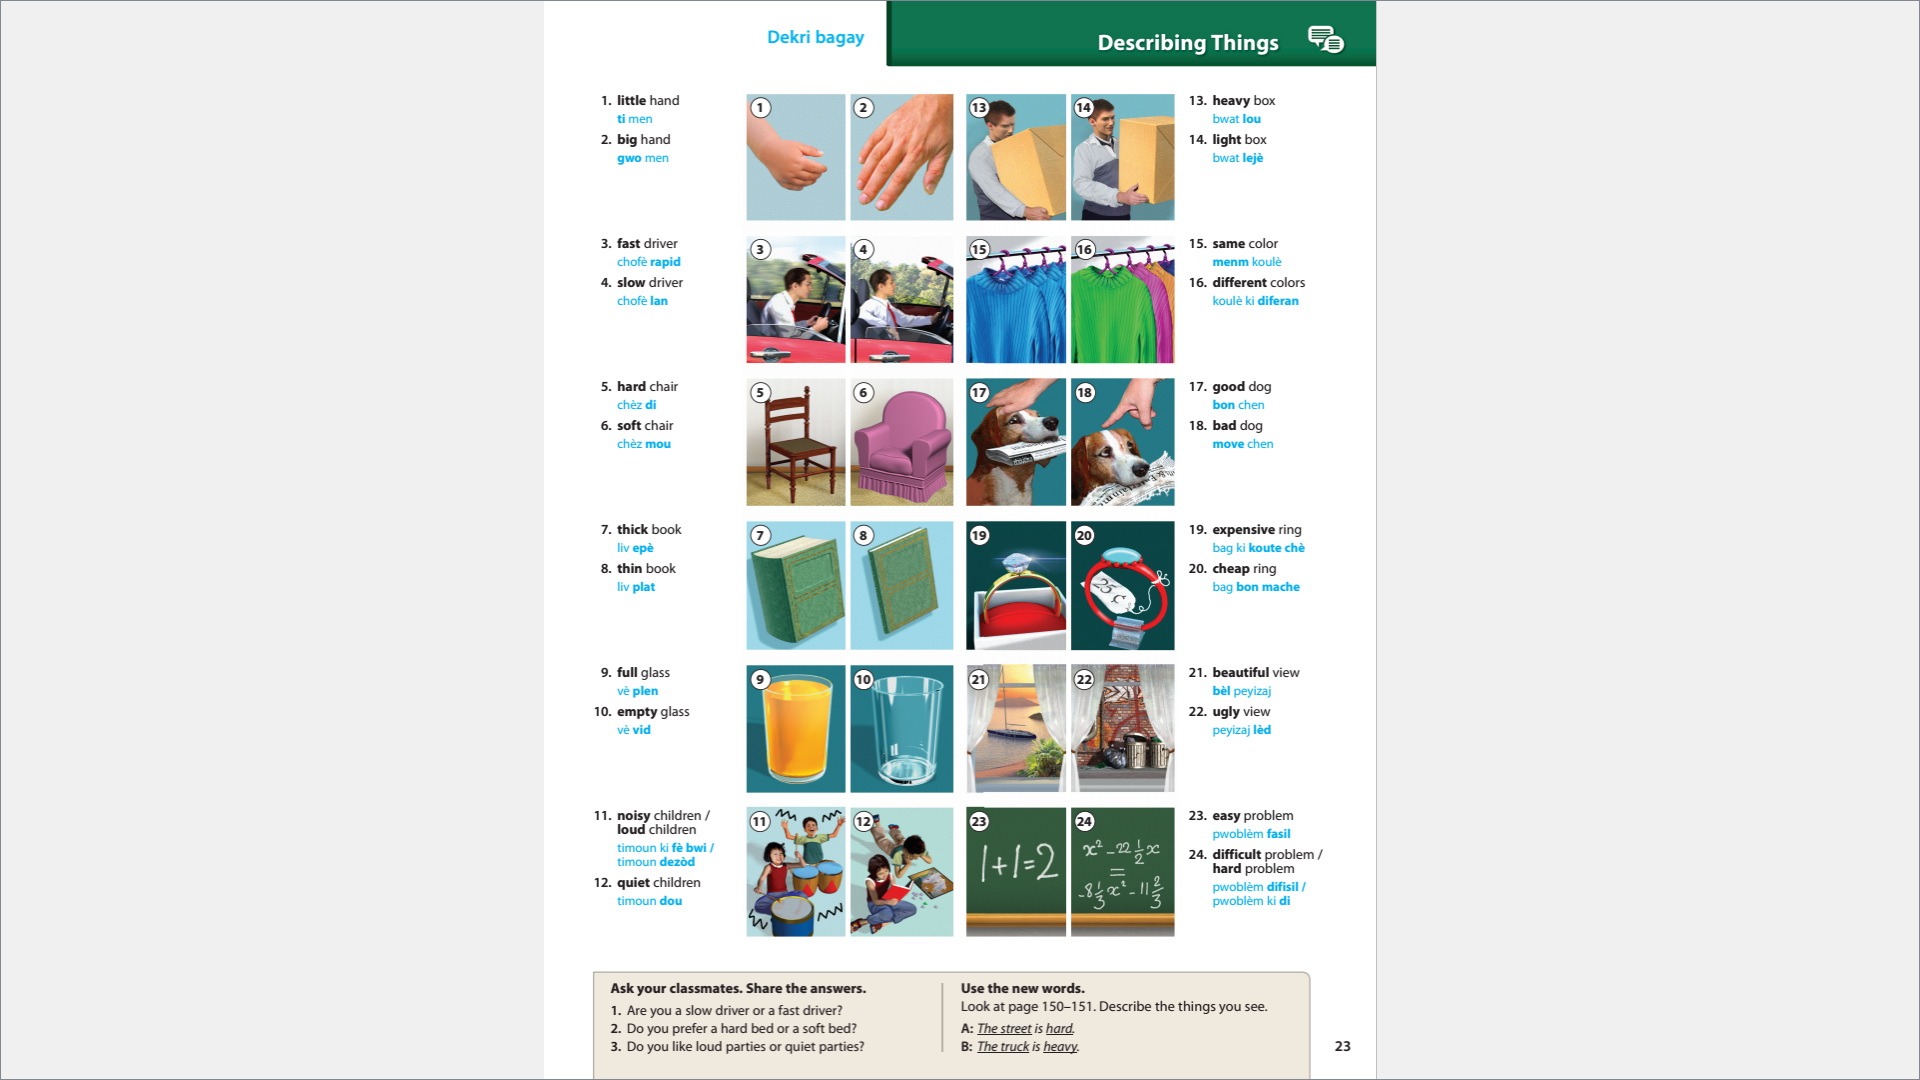 Dekri bagay
Describing Things
1. little hand
ti men
2. big hand
gwo men
3. fast driver
chofè rapid
4. slow driver
chofè lan
5. hard chair
chèz di
6. soft chair
chèz mou
7. thick book
liv epè
8. thin book
liv plat
9. full glass
vè plen
10. empty glass
vè vid
11. noisy children /
loud children
timoun ki fè bwi /
timoun dezòd
12. quiet children
timoun dou
1
2
3
4
5
6
7
8
9
10
11
12
13
14
15
16
17
18
19
20
25¢
21
22
23
1+1=2
24
x² -22 1/2 x
=
-8 1/3 x² - 11 2/3
13. heavy box
bwat lou
14. light box
bwat lejè
15. same color
menm koulè
16. different colors
koulè ki diferan
17. good dog
bon chen
18. bad dog
move chen
19. expensive ring
bag ki koute chè
20. cheap ring
bag bon mache
21. beautiful view
bèl peyizaj
22. ugly view
peyizaj lèd
23. easy problem
pwoblèm fasil
24. difficult problem /
hard problem
pwoblèm difisil /
pwoblèm ki di
Ask your classmates. Share the answers.
1. Are you a slow driver or a fast driver?
2. Do you prefer a hard bed or a soft bed?
3. Do you like loud parties or quiet parties?
Use the new words.
Look at page 150–151. Describe the things you see.
A: The street is hard.
B: The truck is heavy.
23